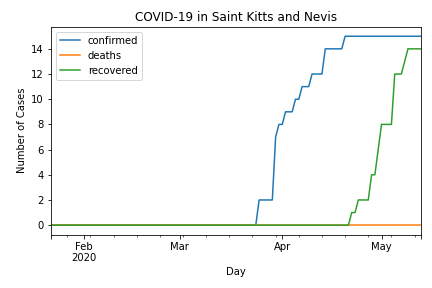 COVID-19 in Saint Kitts and Nevis
confirmed
deaths
recovered
Number of Cases
14
12
10
8
6
4
2
0
Feb
2020
Mar
Apr
May
Day